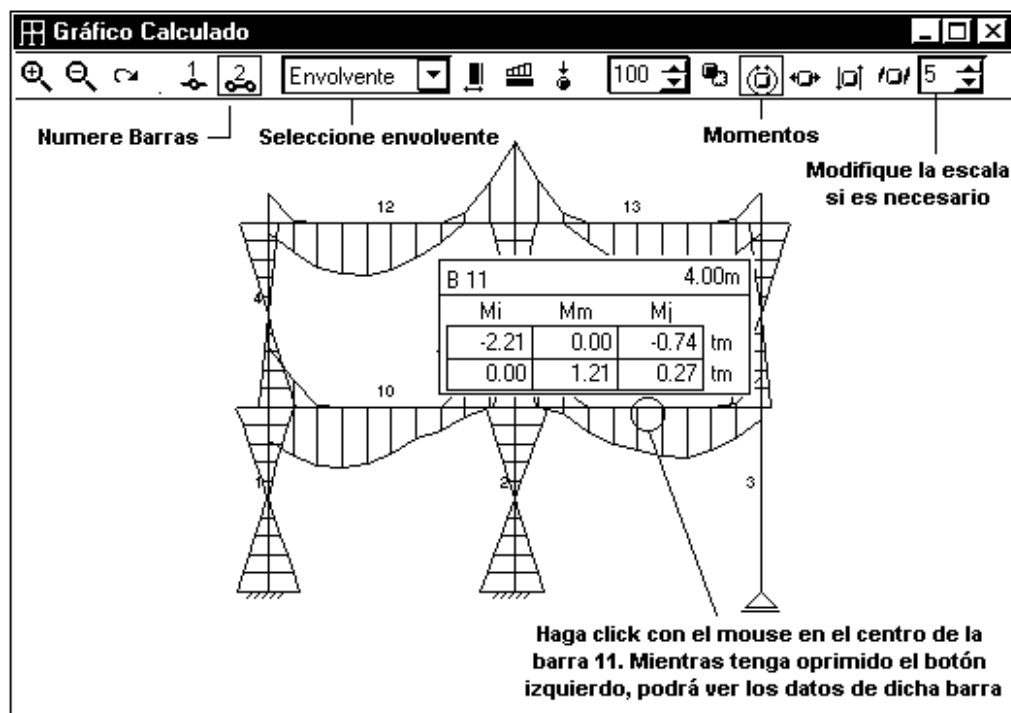 Gráfico Calculado
1 2 Envolvente 100 5
Numere Barras
Seleccione envolvente
Momentos
Modifique la escala
si es necesario
12
13
B 11 4.00m
Mi Mm Mj
-2.21 0.00 -0.74 tm
0.00 1.21 0.27 tm
4
10
1
2
3
Haga click con el mouse en el centro de la
barra 11. Mientras tenga oprimido el botón
izquierdo, podrá ver los datos de dicha barra